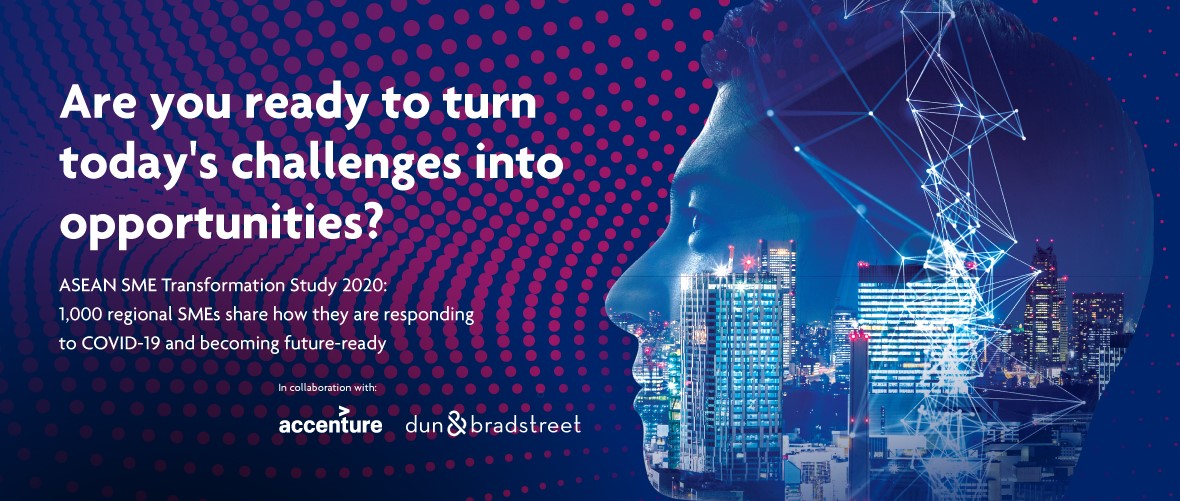 Are you ready to turn
today's challenges into
opportunities?
ASEAN SME Transformation Study 2020:
1,000 regional SMEs share how they are responding
to COVID-19 and becoming future-ready
In collaboration with:
accenture dun & bradstreet